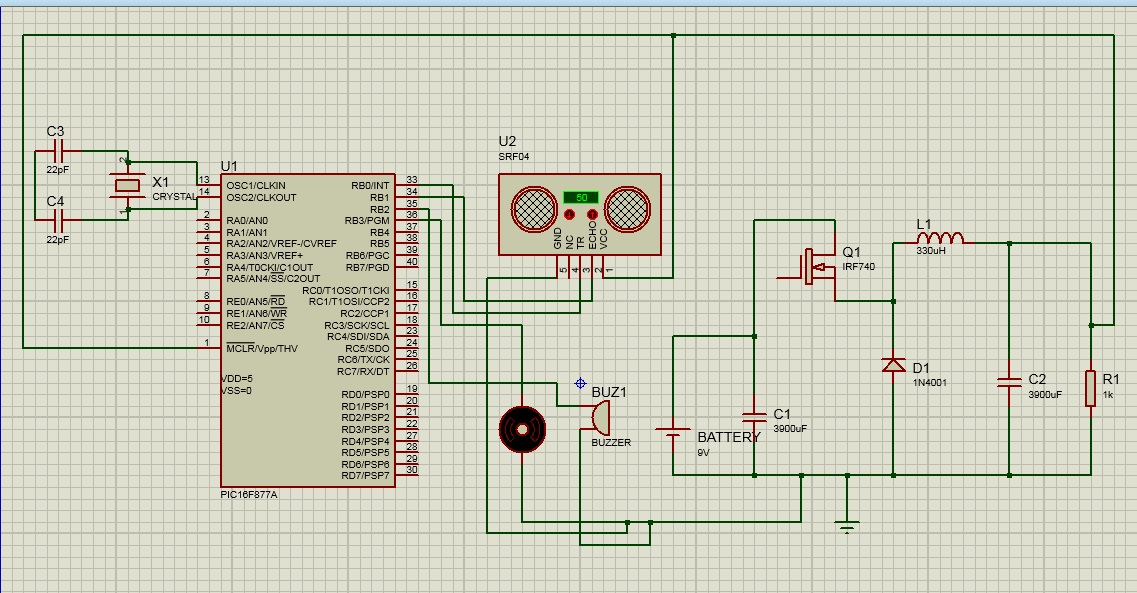 C3
22pF
C4
22pF
2
1
X1
CRYSTAL
U1
13 OSC1/CLKIN
14 OSC2/CLKOUT
2 RA0/AN0
3 RA1/AN1
4 RA2/AN2/VREF-/CVREF
5 RA3/AN3/VREF+
6 RA4/T0CKI/C1OUT
7 RA5/AN4/SS/C2OUT
8 RE0/AN5/RD
9 RE1/AN6/WR
10 RE2/AN7/CS
1 MCLR/Vpp/THV
VDD=5
VSS=0
RB0/INT 33
RB1 34
RB2 35
RB3/PGM 36
RB4 37
RB5 38
RB6/PGC 39
RB7/PGD 40
RC0/T1OSO/T1CKI 15
RC1/T1OSI/CCP2 16
RC2/CCP1 17
RC3/SCK/SCL 18
RC4/SDI/SDA 23
RC5/SDO 24
RC6/TX/CK 25
RC7/RX/DT 26
RD0/PSP0 19
RD1/PSP1 20
RD2/PSP2 21
RD3/PSP3 22
RD4/PSP4 27
RD5/PSP5 28
RD6/PSP6 29
RD7/PSP7 30
PIC16F877A
U2
SRF04
50
GND NC TR ECHO VCC
5 4 3 2 1
BUZ1
BUZZER
BATTERY
9V
C1
3900uF
Q1
IRF740
L1
330uH
D1
1N4001
C2
3900uF
R1
1k